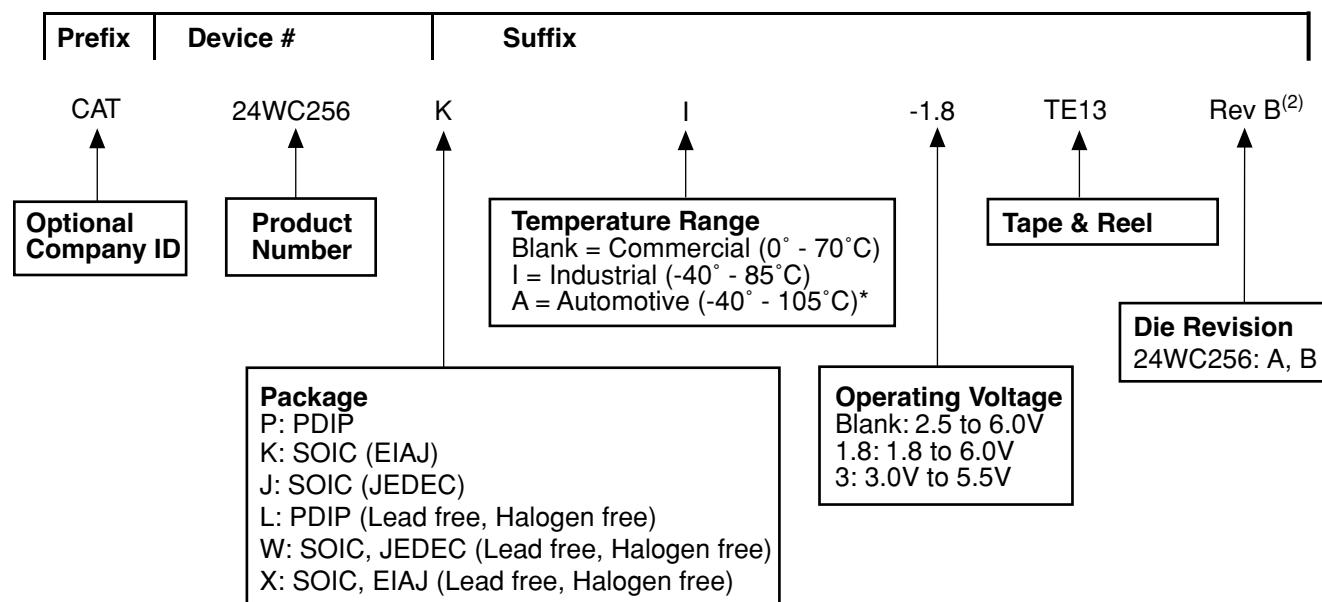 Prefix Device # Suffix
CAT 24WC256 K I -1.8 TE13 Rev B(2)
Optional
Company ID
Product
Number
Temperature Range
Blank = Commercial (0˚ - 70˚C)
I = Industrial (-40˚ - 85˚C)
A = Automotive (-40˚ - 105˚C)*
Tape & Reel
Die Revision
24WC256: A, B
Package
P: PDIP
K: SOIC (EIAJ)
J: SOIC (JEDEC)
L: PDIP (Lead free, Halogen free)
W: SOIC, JEDEC (Lead free, Halogen free)
X: SOIC, EIAJ (Lead free, Halogen free)
Operating Voltage
Blank: 2.5 to 6.0V
1.8: 1.8 to 6.0V
3: 3.0V to 5.5V